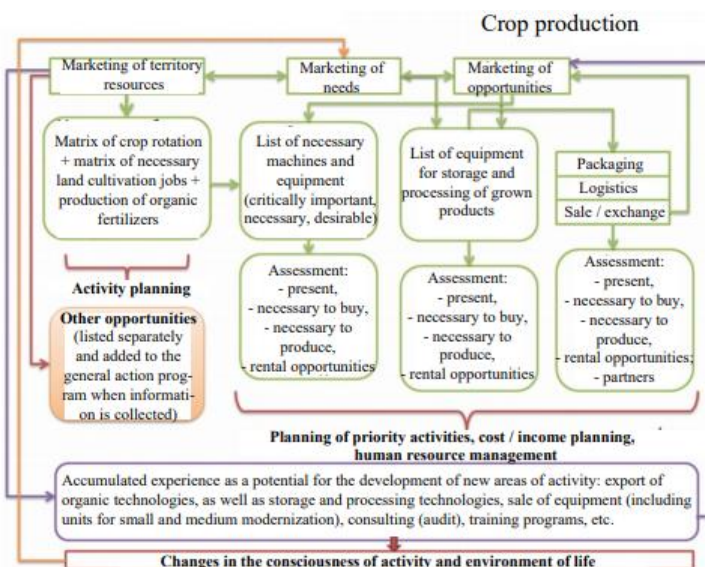 Crop production
Marketing of territory
resources
Marketing of
needs
Marketing of
opportunities
Matrix of crop rotation
+ matrix of necessary
land cultivation jobs +
production of organic
fertilizers
List of necessary
machines and
equipment
(critically important,
necessary, desirable)
List of equipment
for storage and
processing of grown
products
Packaging
Logistics
Sale / exchange
Activity planning
Other opportunities
(listed separately
and added to the
general action prog-
ram when informati-
on is collected)
Assessment:
- present,
- necessary to buy,
- necessary to
produce,
- rental opportunities
Assessment:
- present,
- necessary to buy,
- necessary to
produce,
- rental opportunities
Assessment:
- present,
- necessary to buy,
- necessary to
produce,
- rental opportunities;
- partners
Planning of priority activities, cost / income planning,
human resource management
Accumulated experience as a potential for the development of new areas of activity: export of
organic technologies, as well as storage and processing technologies, sale of equipment (including
units for small and medium modernization), consulting (audit), training programs, etc.
Changes in the consciousness of activity and environment of life